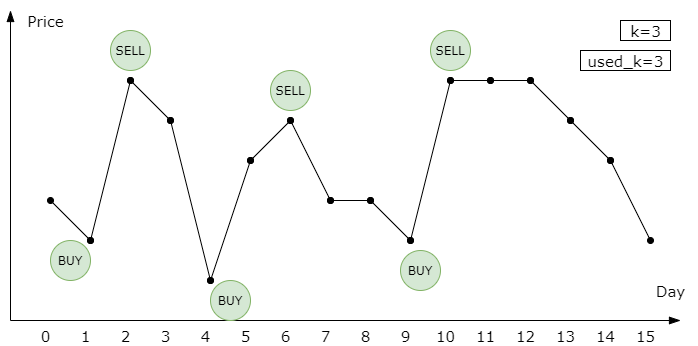 Price
SELL
k=3
SELL
used_k=3
SELL
BUY
BUY
BUY
Day
0 1 2 3 4 5 6 7 8 9 10 11 12 13 14 15